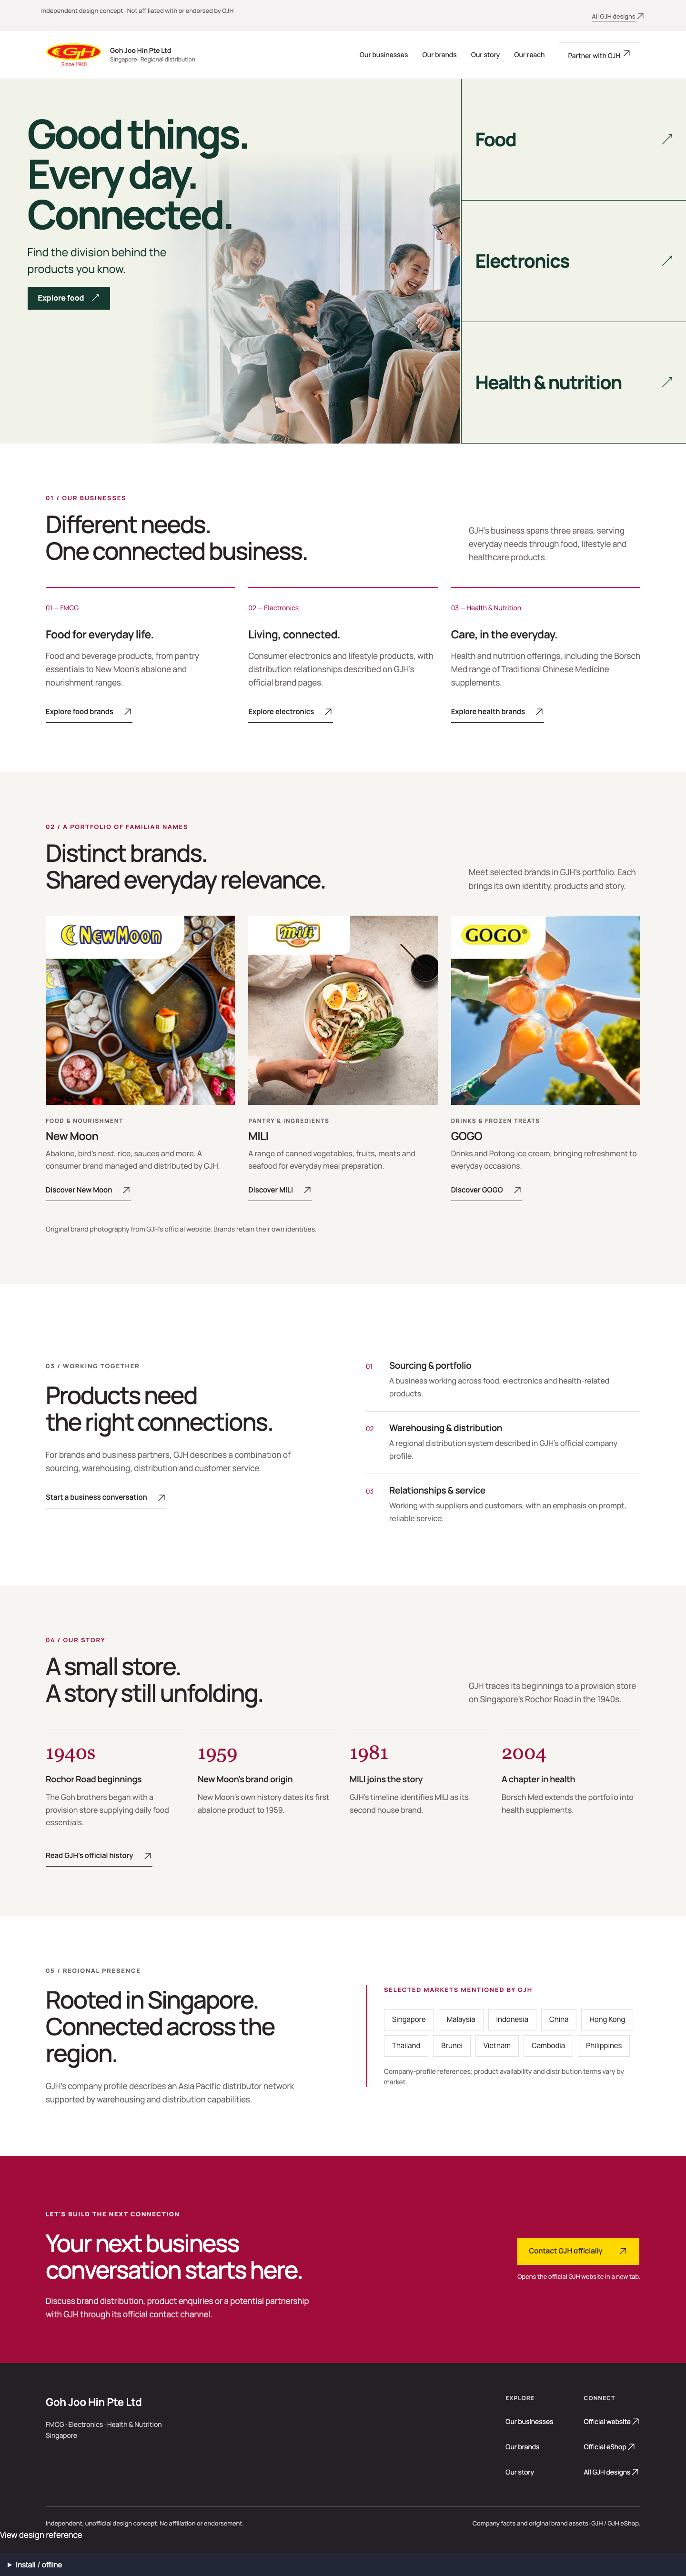 Independent design concept · Not affiliated with or endorsed by GJH
All GJH designs
GJH
Since 1940
Goh Joo Hin Pte Ltd
Singapore · Regional distribution
Our businesses
Our brands
Our story
Our reach
Partner with GJH
Good things.
Every day.
Connected.
Find the division behind the
products you know.
Explore food
Food
Electronics
Health & nutrition
01 / OUR BUSINESSES
Different needs.
One connected business.
GJH's business spans three areas, serving
everyday needs through food, lifestyle and
healthcare products.
01 — FMCG
Food for everyday life.
Food and beverage products, from pantry
essentials to New Moon's abalone and
nourishment ranges.
Explore food brands
02 — Electronics
Living, connected.
Consumer electronics and lifestyle products, with
distribution relationships described on GJH's
official brand pages.
Explore electronics
03 — Health & Nutrition
Care, in the everyday.
Health and nutrition offerings, including the Borsch
Med range of Traditional Chinese Medicine
supplements.
Explore health brands
02 / A PORTFOLIO OF FAMILIAR NAMES
Distinct brands.
Shared everyday relevance.
Meet selected brands in GJH's portfolio. Each
brings its own identity, products and story.
New Moon
FOOD & NOURISHMENT
New Moon
Abalone, bird's nest, rice, sauces and more. A
consumer brand managed and distributed by GJH.
Discover New Moon
mili
PANTRY & INGREDIENTS
MILI
A range of canned vegetables, fruits, meats and
seafood for everyday meal preparation.
Discover MILI
GOGO®
DRINKS & FROZEN TREATS
GOGO
Drinks and Potong ice cream, bringing refreshment to
everyday occasions.
Discover GOGO
Original brand photography from GJH's official website. Brands retain their own identities.
03 / WORKING TOGETHER
Products need
the right connections.
For brands and business partners, GJH describes a combination of
sourcing, warehousing, distribution and customer service.
Start a business conversation
01
Sourcing & portfolio
A business working across food, electronics and health-related
products.
02
Warehousing & distribution
A regional distribution system described in GJH's official company
profile.
03
Relationships & service
Working with suppliers and customers, with an emphasis on prompt,
reliable service.
04 / OUR STORY
A small store.
A story still unfolding.
GJH traces its beginnings to a provision store
on Singapore's Rochor Road in the 1940s.
1940s
Rochor Road beginnings
The Goh brothers began with a
provision store supplying daily food
essentials.
1959
New Moon's brand origin
New Moon's own history dates its first
abalone product to 1959.
1981
MILI joins the story
GJH's timeline identifies MILI as its
second house brand.
2004
A chapter in health
Borsch Med extends the portfolio into
health supplements.
Read GJH's official history
05 / REGIONAL PRESENCE
Rooted in Singapore.
Connected across the
region.
GJH's company profile describes an Asia Pacific distributor network
supported by warehousing and distribution capabilities.
SELECTED MARKETS MENTIONED BY GJH
Singapore
Malaysia
Indonesia
China
Hong Kong
Thailand
Brunei
Vietnam
Cambodia
Philippines
Company-profile references; product availability and distribution terms vary by
market.
LET'S BUILD THE NEXT CONNECTION
Your next business
conversation starts here.
Discuss brand distribution, product enquiries or a potential partnership
with GJH through its official contact channel.
Contact GJH officially
Opens the official GJH website in a new tab.
Goh Joo Hin Pte Ltd
FMCG · Electronics · Health & Nutrition
Singapore
EXPLORE
Our businesses
Our brands
Our story
CONNECT
Official website
Official eShop
All GJH designs
Independent, unofficial design concept. No affiliation or endorsement.
Company facts and original brand assets: GJH / GJH eShop.
View design reference
Install / offline